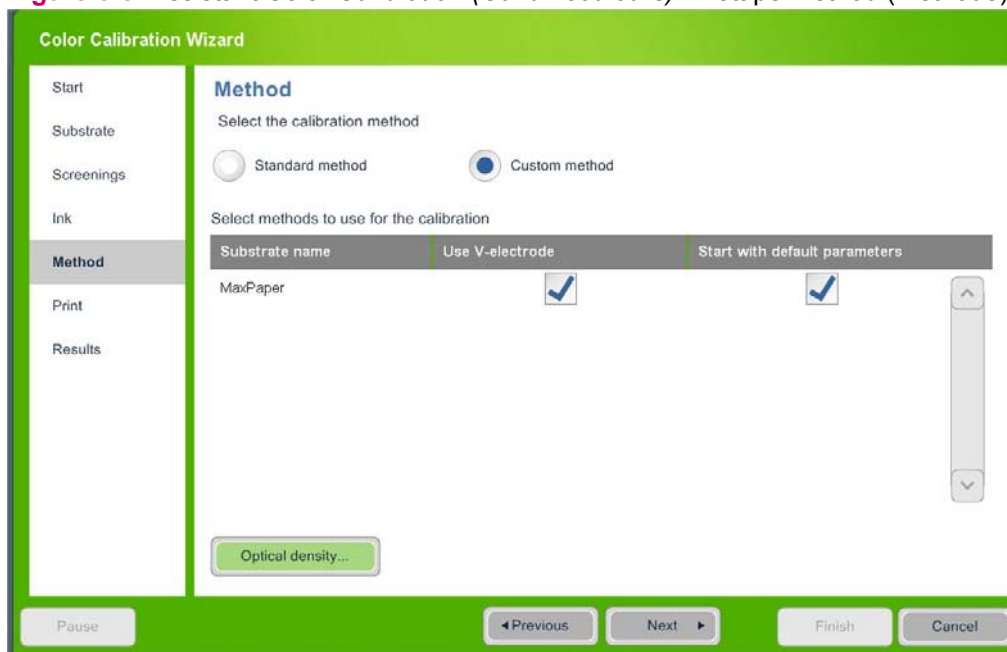 Color Calibration Wizard
Start
Substrate
Screenings
Ink
Method
Print
Results
Method
Select the calibration method
Standard method Custom method
Select methods to use for the calibration
Substrate name Use V-electrode Start with default parameters
MaxPaper
Optical density...
Pause Previous Next Finish Cancel